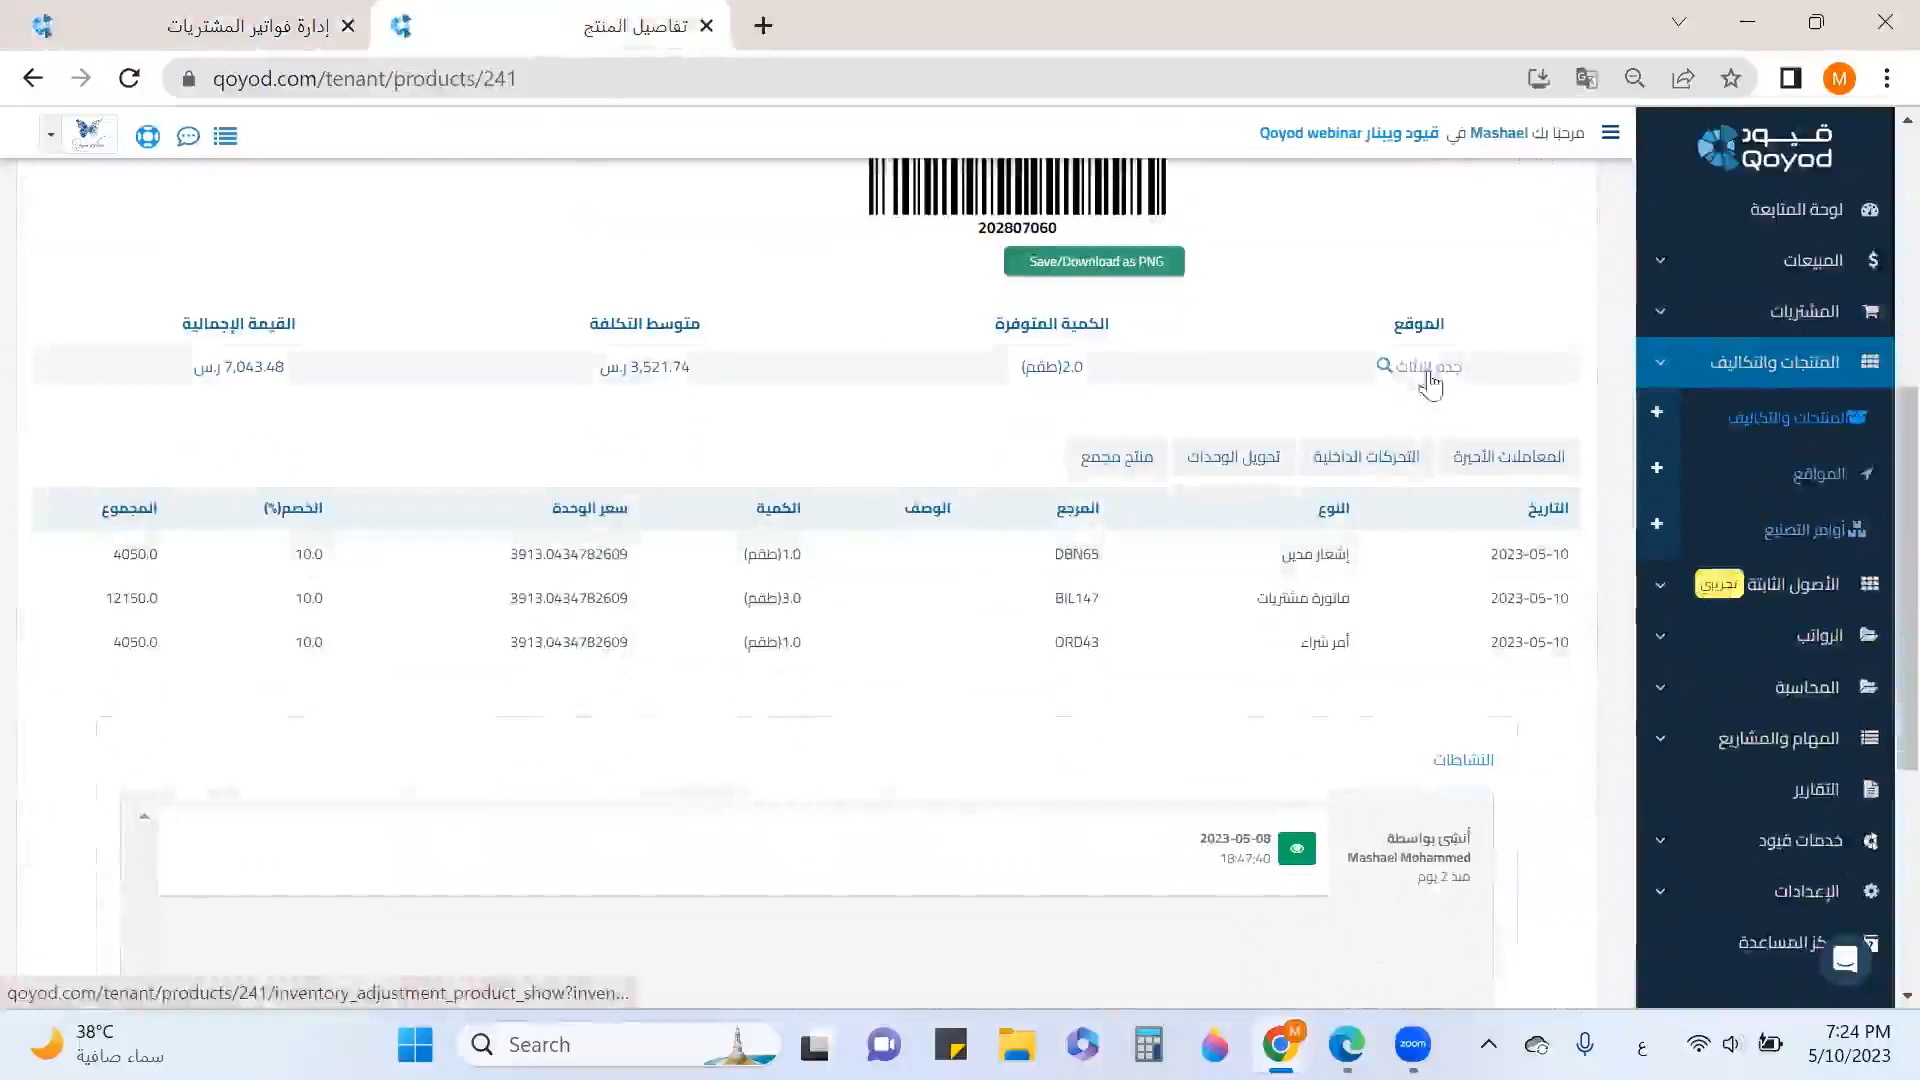 إدارة فواتير المشتريات
تفاصيل المنتج
qoyod.com/tenant/products/241
M
مرحبًا بك Mashael في قيود ويبنار Qoyod webinar
202807060
Save/Download as PNG
الموقع الكمية المتوفرة متوسط التكلفة القيمة الإجمالية
2.0(طقم) 3,521.74 ر.س 7,043.48 ر.س
المعاملات الأخيرة التحركات الداخلية تحويل الوحدات منتج مجمع
التاريخ النوع المرجع الوصف الكمية سعر الوحدة الخصم(%) المجموع
2023-05-10 إشعار مدين DBN65 1.0(طقم) 3913.0434782609 10.0 4050.0
2023-05-10 فاتورة مشتريات BIL147 3.0(طقم) 3913.0434782609 10.0 12150.0
2023-05-10 أمر شراء ORD43 1.0(طقم) 3913.0434782609 10.0 4050.0
النشاطات
أنشئ بواسطة
Mashael Mohammed
منذ 2 يوم
2023-05-08
18:47:40
قيود
Qoyod
لوحة المتابعة
المبيعات
المشتريات
المنتجات والتكاليف
المنتجات والتكاليف
المواقع
أوامر التصنيع
الأصول الثابتة تجريبي
الرواتب
المحاسبة
المهام والمشاريع
التقارير
خدمات قيود
الإعدادات
كز المساعدة
qoyod.com/tenant/products/241/inventory_adjustment_product_show?inven...
38°C
سماء صافية
Search
M
zoom
ع
7:24 PM
5/10/2023